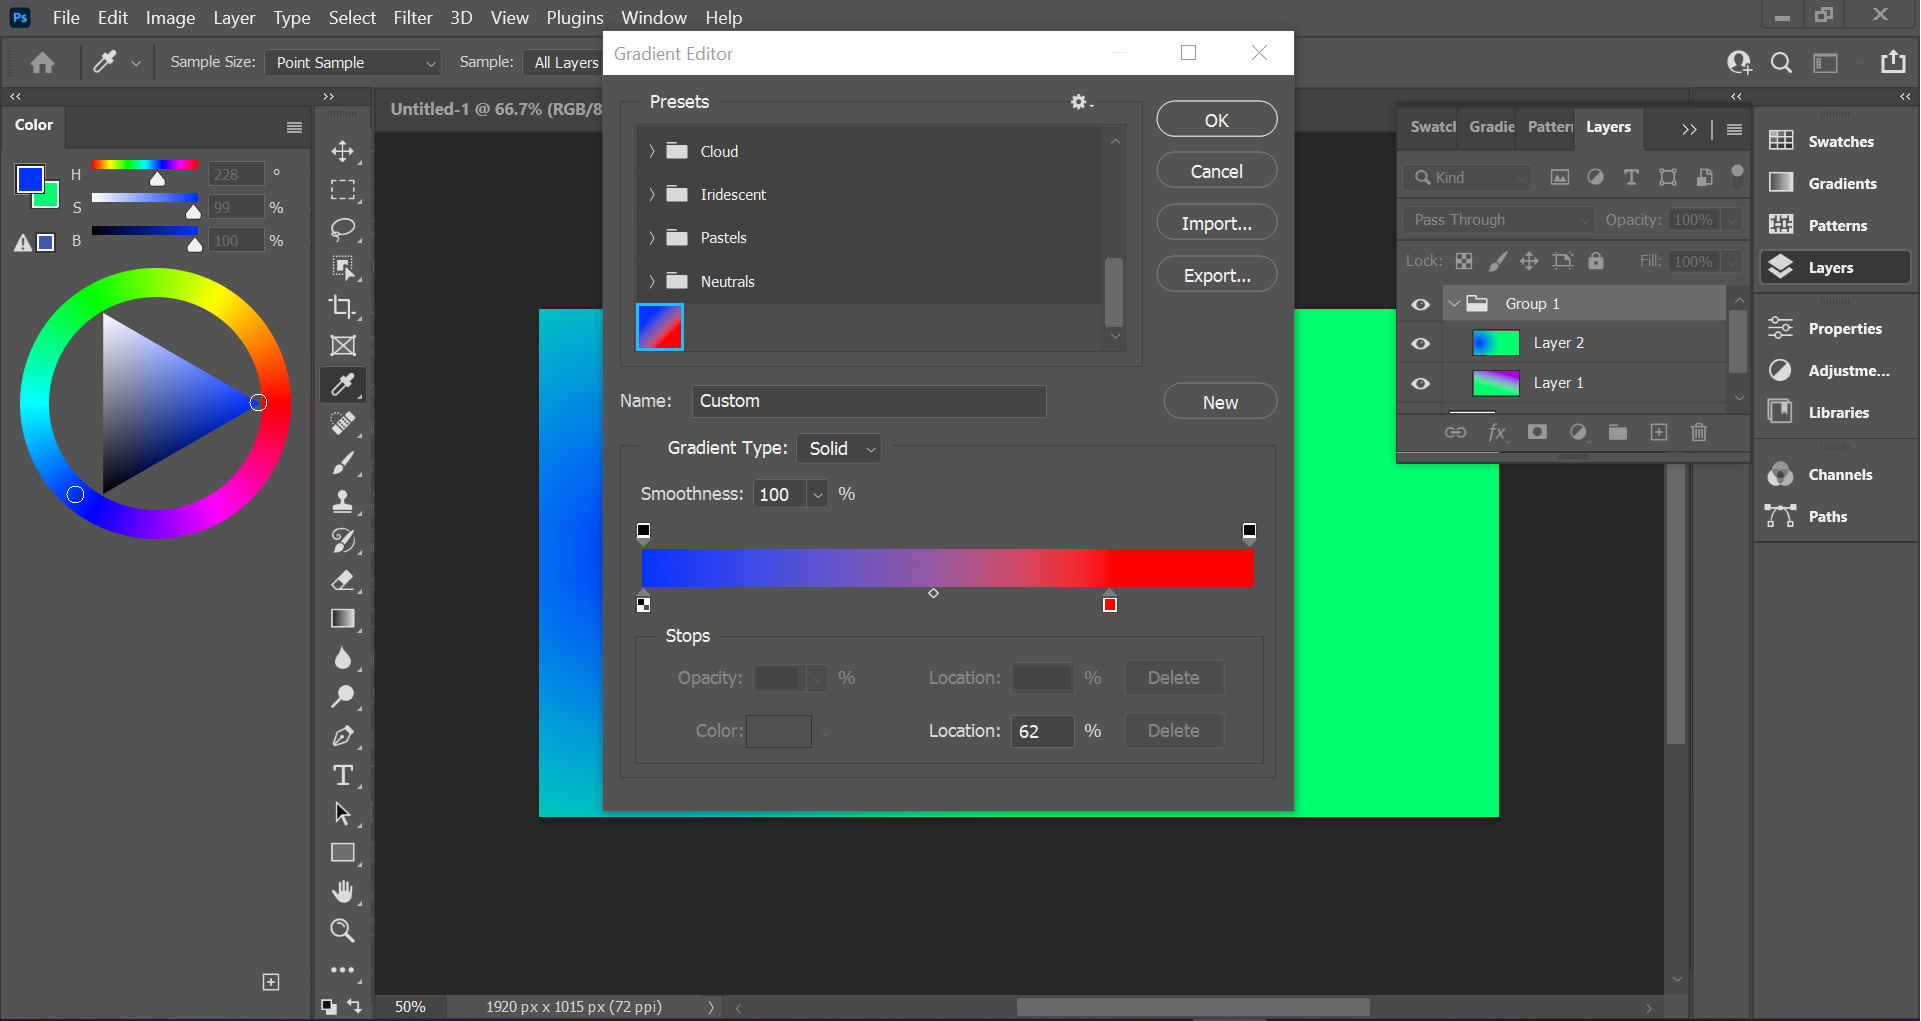 Ps File Edit Image Layer Type Select Filter 3D View Plugins Window Help
Sample Size: Point Sample Sample: All Layers
Untitled-1 @ 66.7% (RGB/8
Color
H 228 °
S 99 %
B 100 %
Gradient Editor
Presets
Cloud
Iridescent
Pastels
Neutrals
OK
Cancel
Import...
Export...
Name: Custom
New
Gradient Type: Solid
Smoothness: 100 %
Stops
Opacity: % Location: % Delete
Color: Location: 62 % Delete
Swatch Gradie Pattern Layers
Kind
Pass Through Opacity: 100%
Lock: Fill: 100%
Group 1
Layer 2
Layer 1
fx
Swatches
Gradients
Patterns
Layers
Properties
Adjustme...
Libraries
Channels
Paths
50% 1920 px x 1015 px (72 ppi)